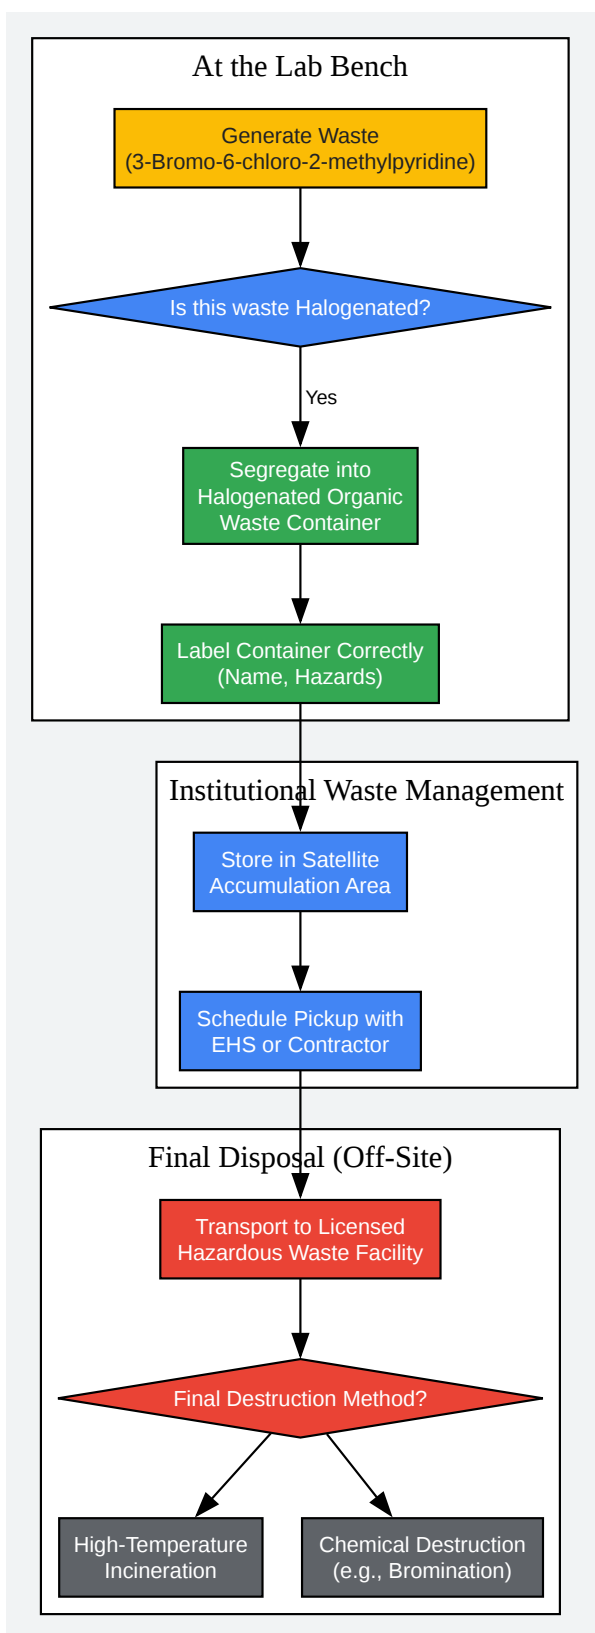 At the Lab Bench
Generate Waste
(3-Bromo-6-chloro-2-methylpyridine)
Is this waste Halogenated?
Yes
Segregate into
Halogenated Organic
Waste Container
Label Container Correctly
(Name, Hazards)
Institutional Waste Management
Store in Satellite
Accumulation Area
Schedule Pickup with
EHS or Contractor
Final Disposal (Off-Site)
Transport to Licensed
Hazardous Waste Facility
Final Destruction Method?
High-Temperature
Incineration
Chemical Destruction
(e.g., Bromination)